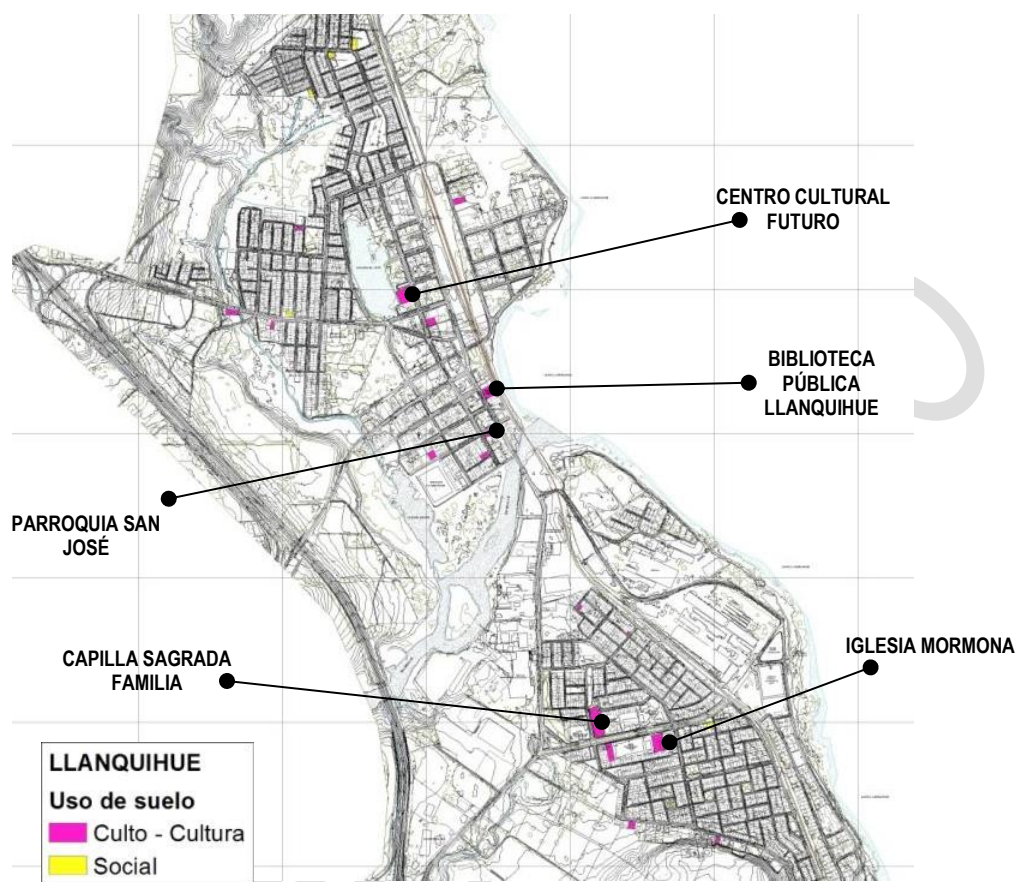 CENTRO CULTURAL
FUTURO
BIBLIOTECA
PÚBLICA
LLANQUIHUE
PARROQUIA SAN
JOSÉ
CAPILLA SAGRADA
FAMILIA
IGLESIA MORMONA
LLANQUIHUE
Uso de suelo
Culto - Cultura
Social